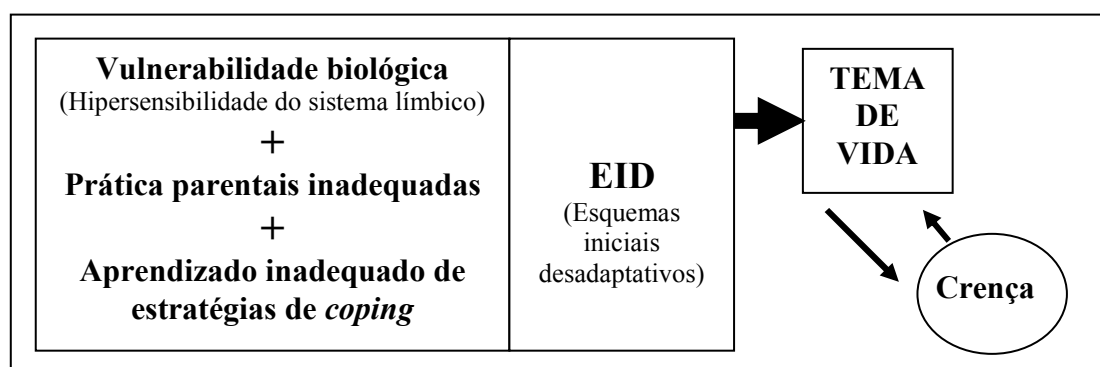 Vulnerabilidade biológica
(Hipersensibilidade do sistema límbico)
+
Prática parentais inadequadas
+
Aprendizado inadequado de
estratégias de coping
EID
(Esquemas
iniciais
desadaptativos)
TEMA
DE
VIDA
Crença